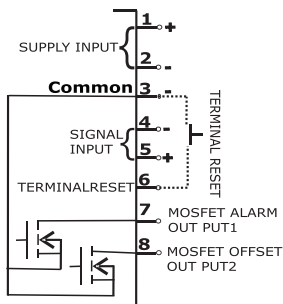 1 +
SUPPLY INPUT
2 -
Common 3 -
4 -
SIGNAL
INPUT
5 +
TERMINALRESET 6
TERMINAL RESET
7 MOSFET ALARM
OUT PUT1
8 MOSFET OFFSET
OUT PUT2